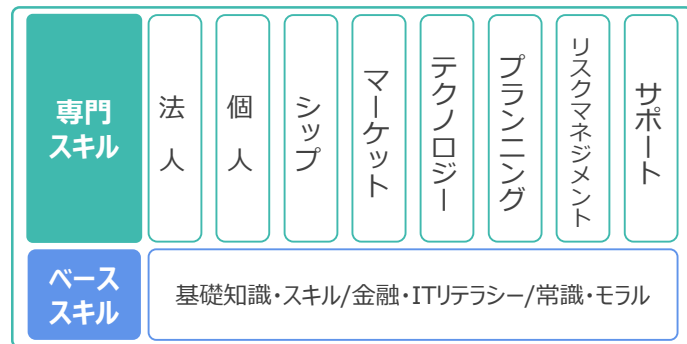 専門
スキル
法人
個人
シップ
マーケット
テクノロジー
プランニング
リスクマネジメント
サポート
ベース
スキル
基礎知識・スキル/金融・ITリテラシー/常識・モラル